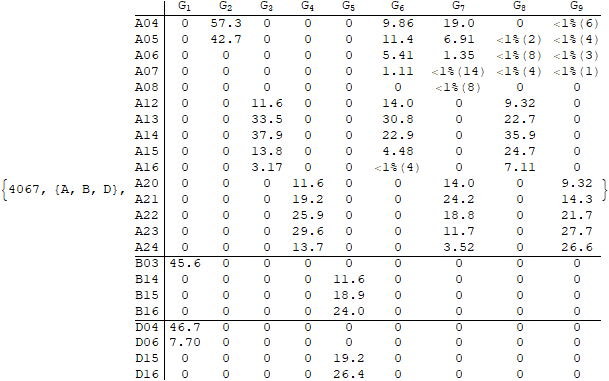 G1 G2 G3 G4 G5 G6 G7 G8 G9
A04 0 57.3 0 0 0 9.86 19.0 0 <1%(6)
A05 0 42.7 0 0 0 11.4 6.91 <1%(2) <1%(4)
A06 0 0 0 0 0 5.41 1.35 <1%(8) <1%(3)
A07 0 0 0 0 0 1.11 <1%(14) <1%(4) <1%(1)
A08 0 0 0 0 0 0 <1%(8) 0 0
A12 0 0 11.6 0 0 14.0 0 9.32 0
A13 0 0 33.5 0 0 30.8 0 22.7 0
A14 0 0 37.9 0 0 22.9 0 35.9 0
A15 0 0 13.8 0 0 4.48 0 24.7 0
A16 0 0 3.17 0 0 <1%(4) 0 7.11 0
{4067, {A, B, D}, A20 0 0 0 11.6 0 0 14.0 0 9.32 }
A21 0 0 0 19.2 0 0 24.2 0 14.3
A22 0 0 0 25.9 0 0 18.8 0 21.7
A23 0 0 0 29.6 0 0 11.7 0 27.7
A24 0 0 0 13.7 0 0 3.52 0 26.6
B03 45.6 0 0 0 0 0 0 0 0
B14 0 0 0 0 11.6 0 0 0 0
B15 0 0 0 0 18.9 0 0 0 0
B16 0 0 0 0 24.0 0 0 0 0
D04 46.7 0 0 0 0 0 0 0 0
D06 7.70 0 0 0 0 0 0 0 0
D15 0 0 0 0 19.2 0 0 0 0
D16 0 0 0 0 26.4 0 0 0 0